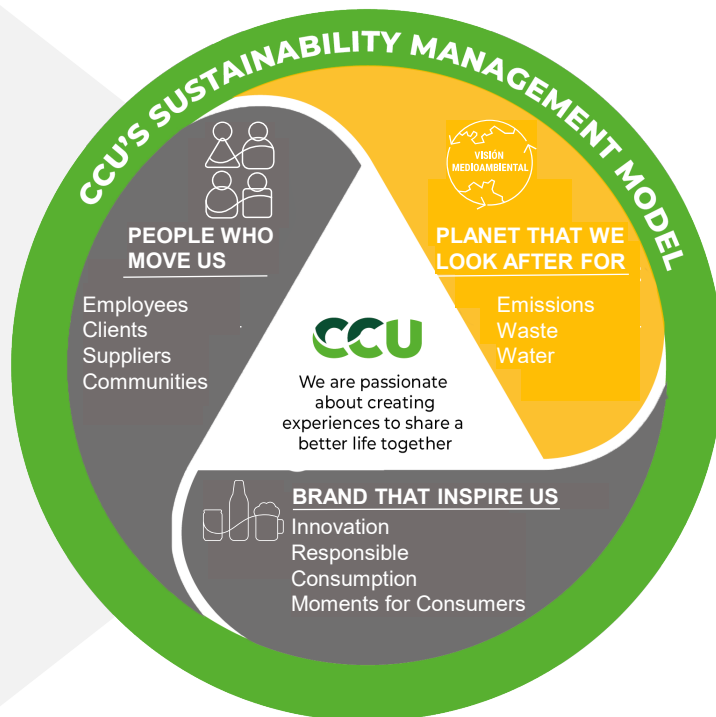 CCU'S SUSTAINABILITY MANAGEMENT MODEL
VISIÓN
MEDIOAMBIENTAL
PEOPLE WHO
MOVE US
Employees
Clients
Suppliers
Communities
PLANET THAT WE
LOOK AFTER FOR
Emissions
Waste
Water
CCU
We are passionate
about creating
experiences to share a
better life together
BRAND THAT INSPIRE US
Innovation
Responsible
Consumption
Moments for Consumers